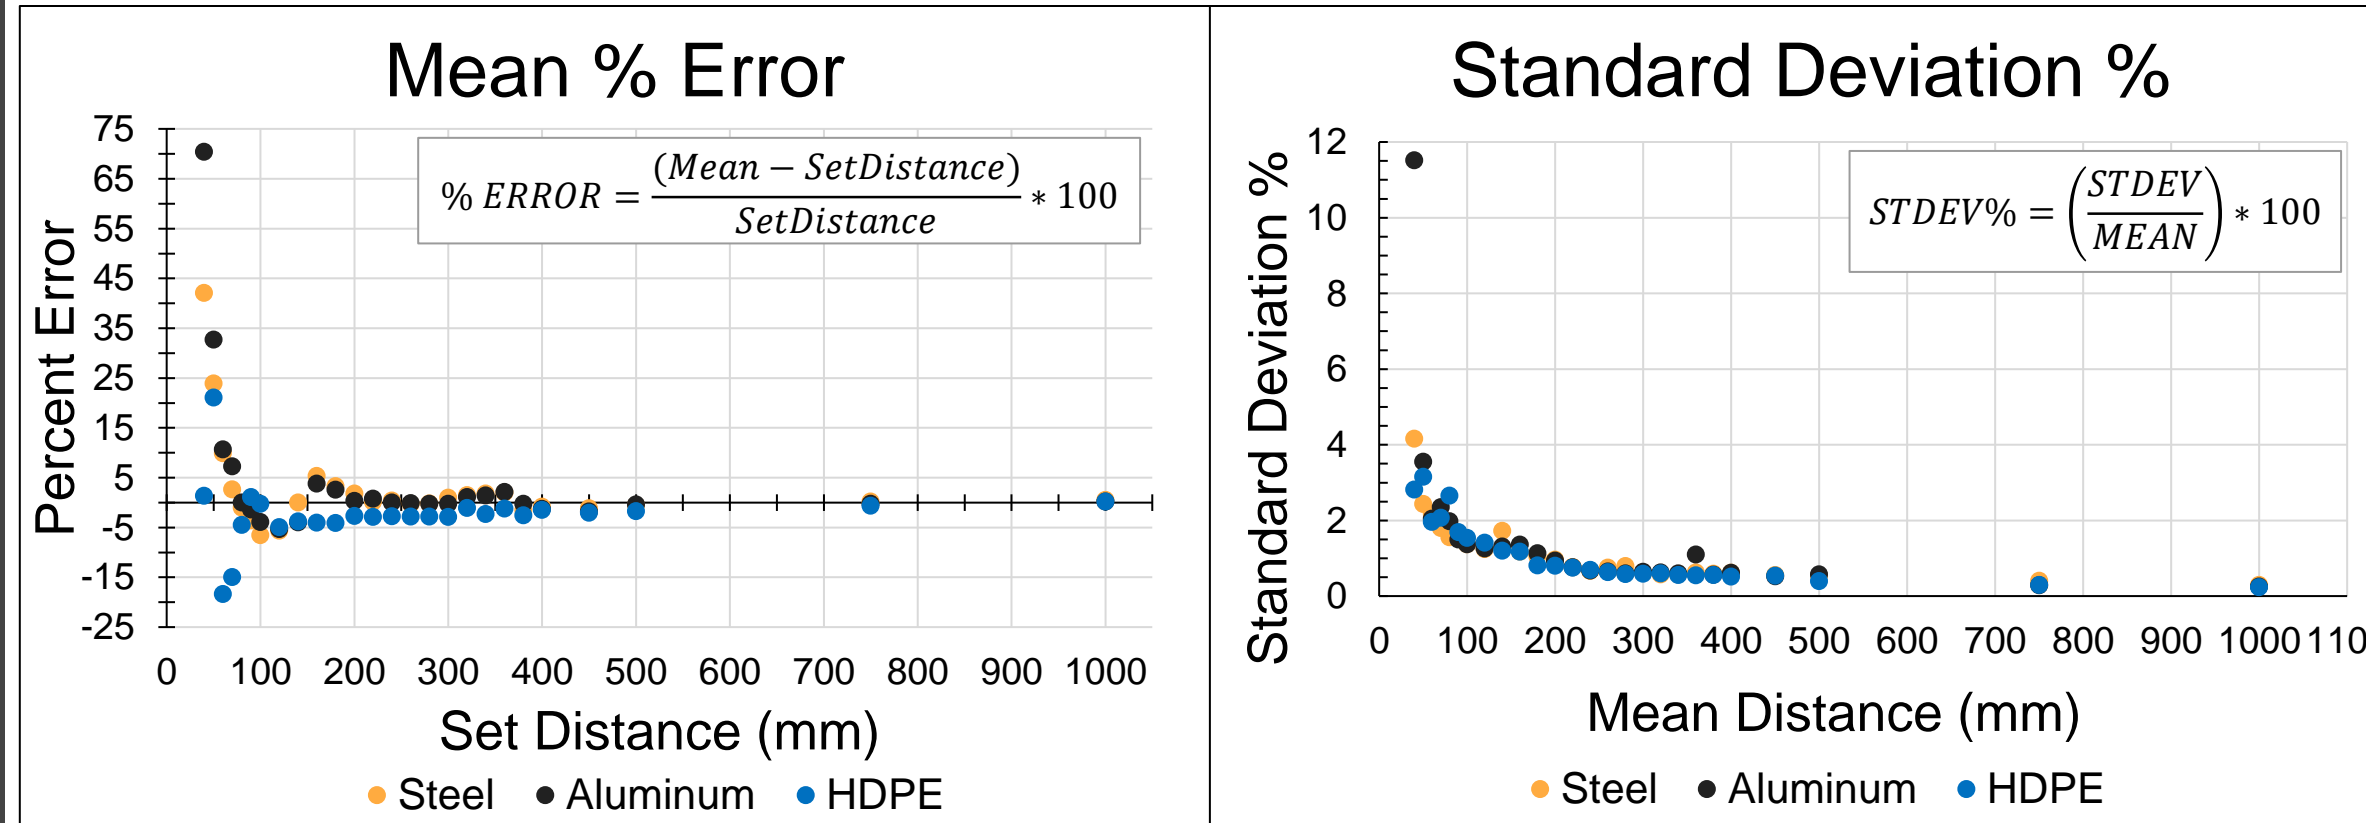 Mean % Error
75
65
55
45
35
25
15
5
-5
-15
-25
Percent Error
% ERROR = (Mean − SetDistance) / SetDistance * 100
0 100 200 300 400 500 600 700 800 900 1000
Set Distance (mm)
Steel Aluminum HDPE
Standard Deviation %
12
10
8
6
4
2
0
Standard Deviation %
STDEV% = (STDEV / MEAN) * 100
0 100 200 300 400 500 600 700 800 900 1000 110
Mean Distance (mm)
Steel Aluminum HDPE